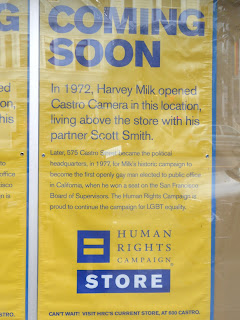 COMING
SOON
In 1972, Harvey Milk opened
Castro Camera in this location,
living above the store with his
partner Scott Smith.
Later, 575 Castro Street became the political
headquarters, in 1977, for Milk's historic campaign to
become the first openly gay man elected to public office
in California, when he won a seat on the San Francisco
Board of Supervisors. The Human Rights Campaign is
proud to continue the campaign for LGBT equality.
HUMAN
RIGHTS
CAMPAIGN
STORE
CAN'T WAIT? VISIT HRC'S CURRENT STORE, AT 600 CASTRO.